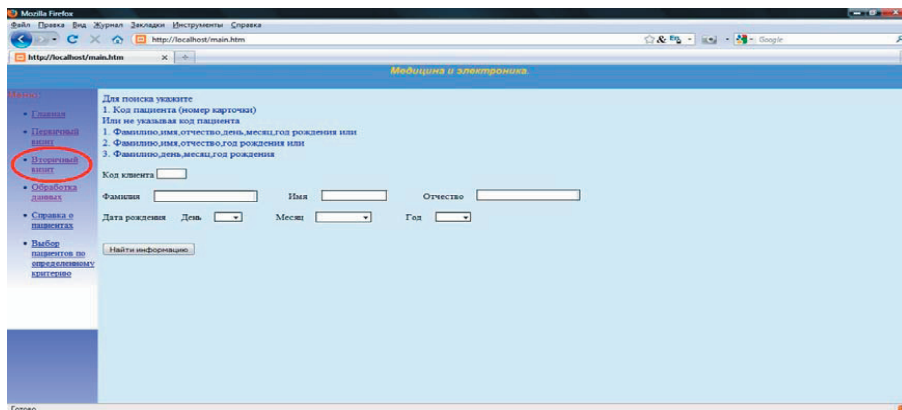 Mozilla Firefox
Файл Правка Вид Журнал Закладки Инструменты Справка
http://localhost/main.htm
Google
http://localhost/main.htm
Медицина и электроника.
Меню:
Главная
Первичный
визит
Вторичный
визит
Обработка
данных
Справка о
пациентах
Выбор
пациентов по
определенному
критерию
Для поиска укажите
1. Код пациента (номер карточки)
Или не указывая код пациента
1. Фамилию,имя,отчество,день,месяц,год рождения или
2. Фамилию,имя,отчество,год рождения или
3. Фамилию,день,месяц,год рождения
Код клиента
Фамилия Имя Отчество
Дата рождения День Месяц Год
Найти информацию
Готово